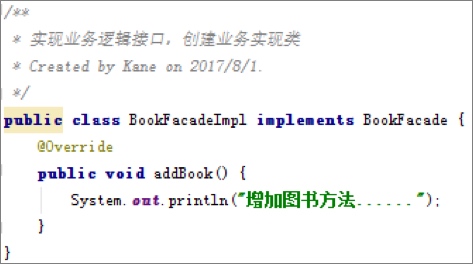 /**
 * 实现业务逻辑接口，创建业务实现类
 * Created by Kane on 2017/8/1.
 */
public class BookFacadeImpl implements BookFacade {
    @Override
    public void addBook() {
        System.out.println("增加图书方法......");
    }
}